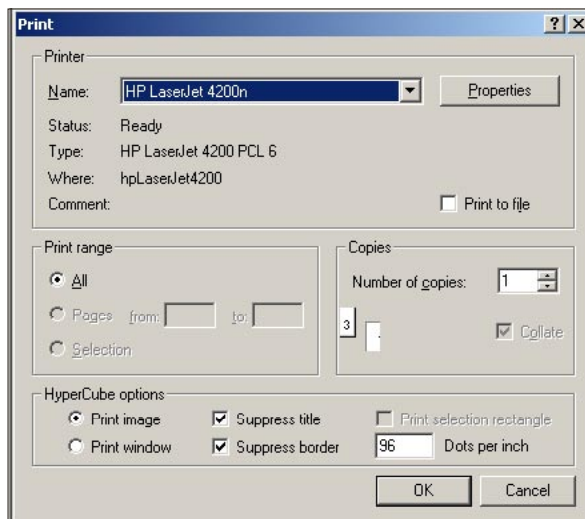 Print
Printer
Name: HP LaserJet 4200n Properties
Status: Ready
Type: HP LaserJet 4200 PCL 6
Where: hpLaserJet4200
Comment: Print to file
Print range
All
Pages from: to:
Selection
Copies
Number of copies: 1
3
Collate
HyperCube options
Print image Suppress title Print selection rectangle
Print window Suppress border 96 Dots per inch
OK Cancel